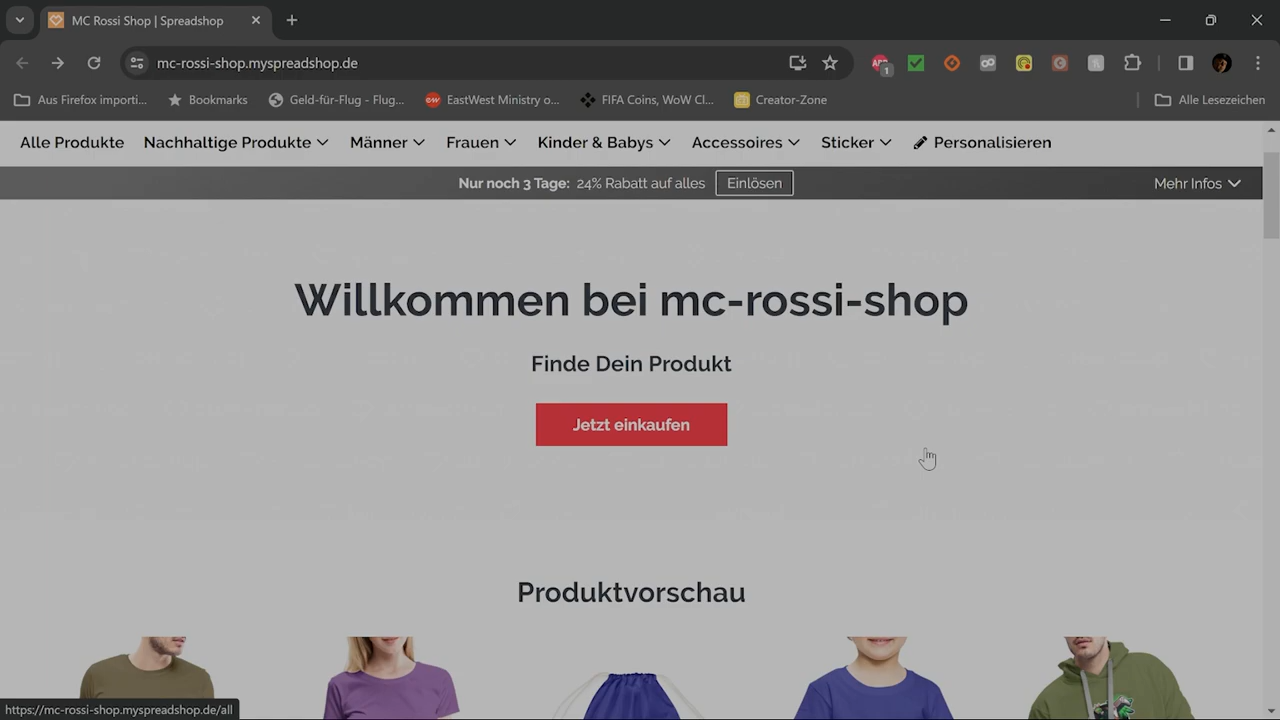 MC Rossi Shop | Spreadshop
mc-rossi-shop.myspreadshop.de
1
Aus Firefox importi... Bookmarks Geld-für-Flug - Flug... EastWest Ministry o... FIFA Coins, WoW Cl... Creator-Zone Alle Lesezeichen
Alle Produkte Nachhaltige Produkte Männer Frauen Kinder & Babys Accessoires Sticker Personalisieren
Nur noch 3 Tage: 24% Rabatt auf alles Einlösen Mehr Infos
Willkommen bei mc-rossi-shop
Finde Dein Produkt
Jetzt einkaufen
Produktvorschau
https://mc-rossi-shop.myspreadshop.de/all